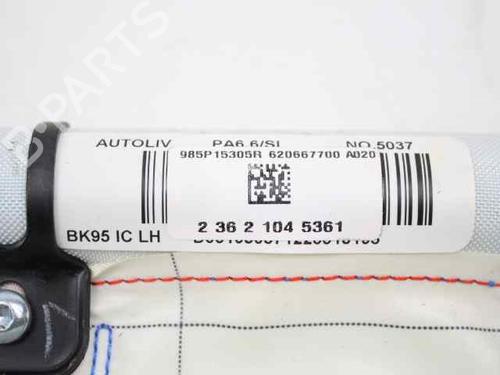 AUTOLIV PA6.6/SI NO.5037
985P15305R 620667700 A020
2 36 2 104 5361
BK95 IC LH